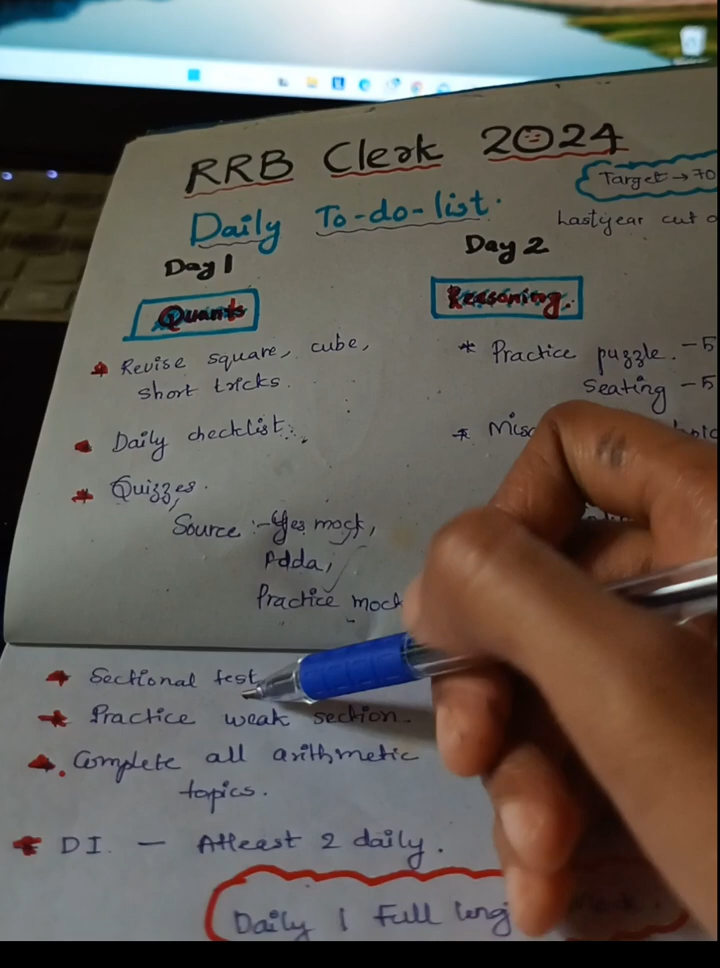 RRB Clerk 2024
Target → 70
Daily To-do-list.
Last year cut
Day 1
Day 2
Quants
Reasoning.
* Revise square, cube,
short tricks.
* Practice puzzle. - 5
Seating - 5
* Daily checklist.
* Misc
* Quizzes.
Source :- Yes mock,
Adda,
Practice mock
* Sectional test
* Practice weak section.
* Complete all arithmetic
topics.
* DI. - Atleast 2 daily.
Daily 1 Full leng